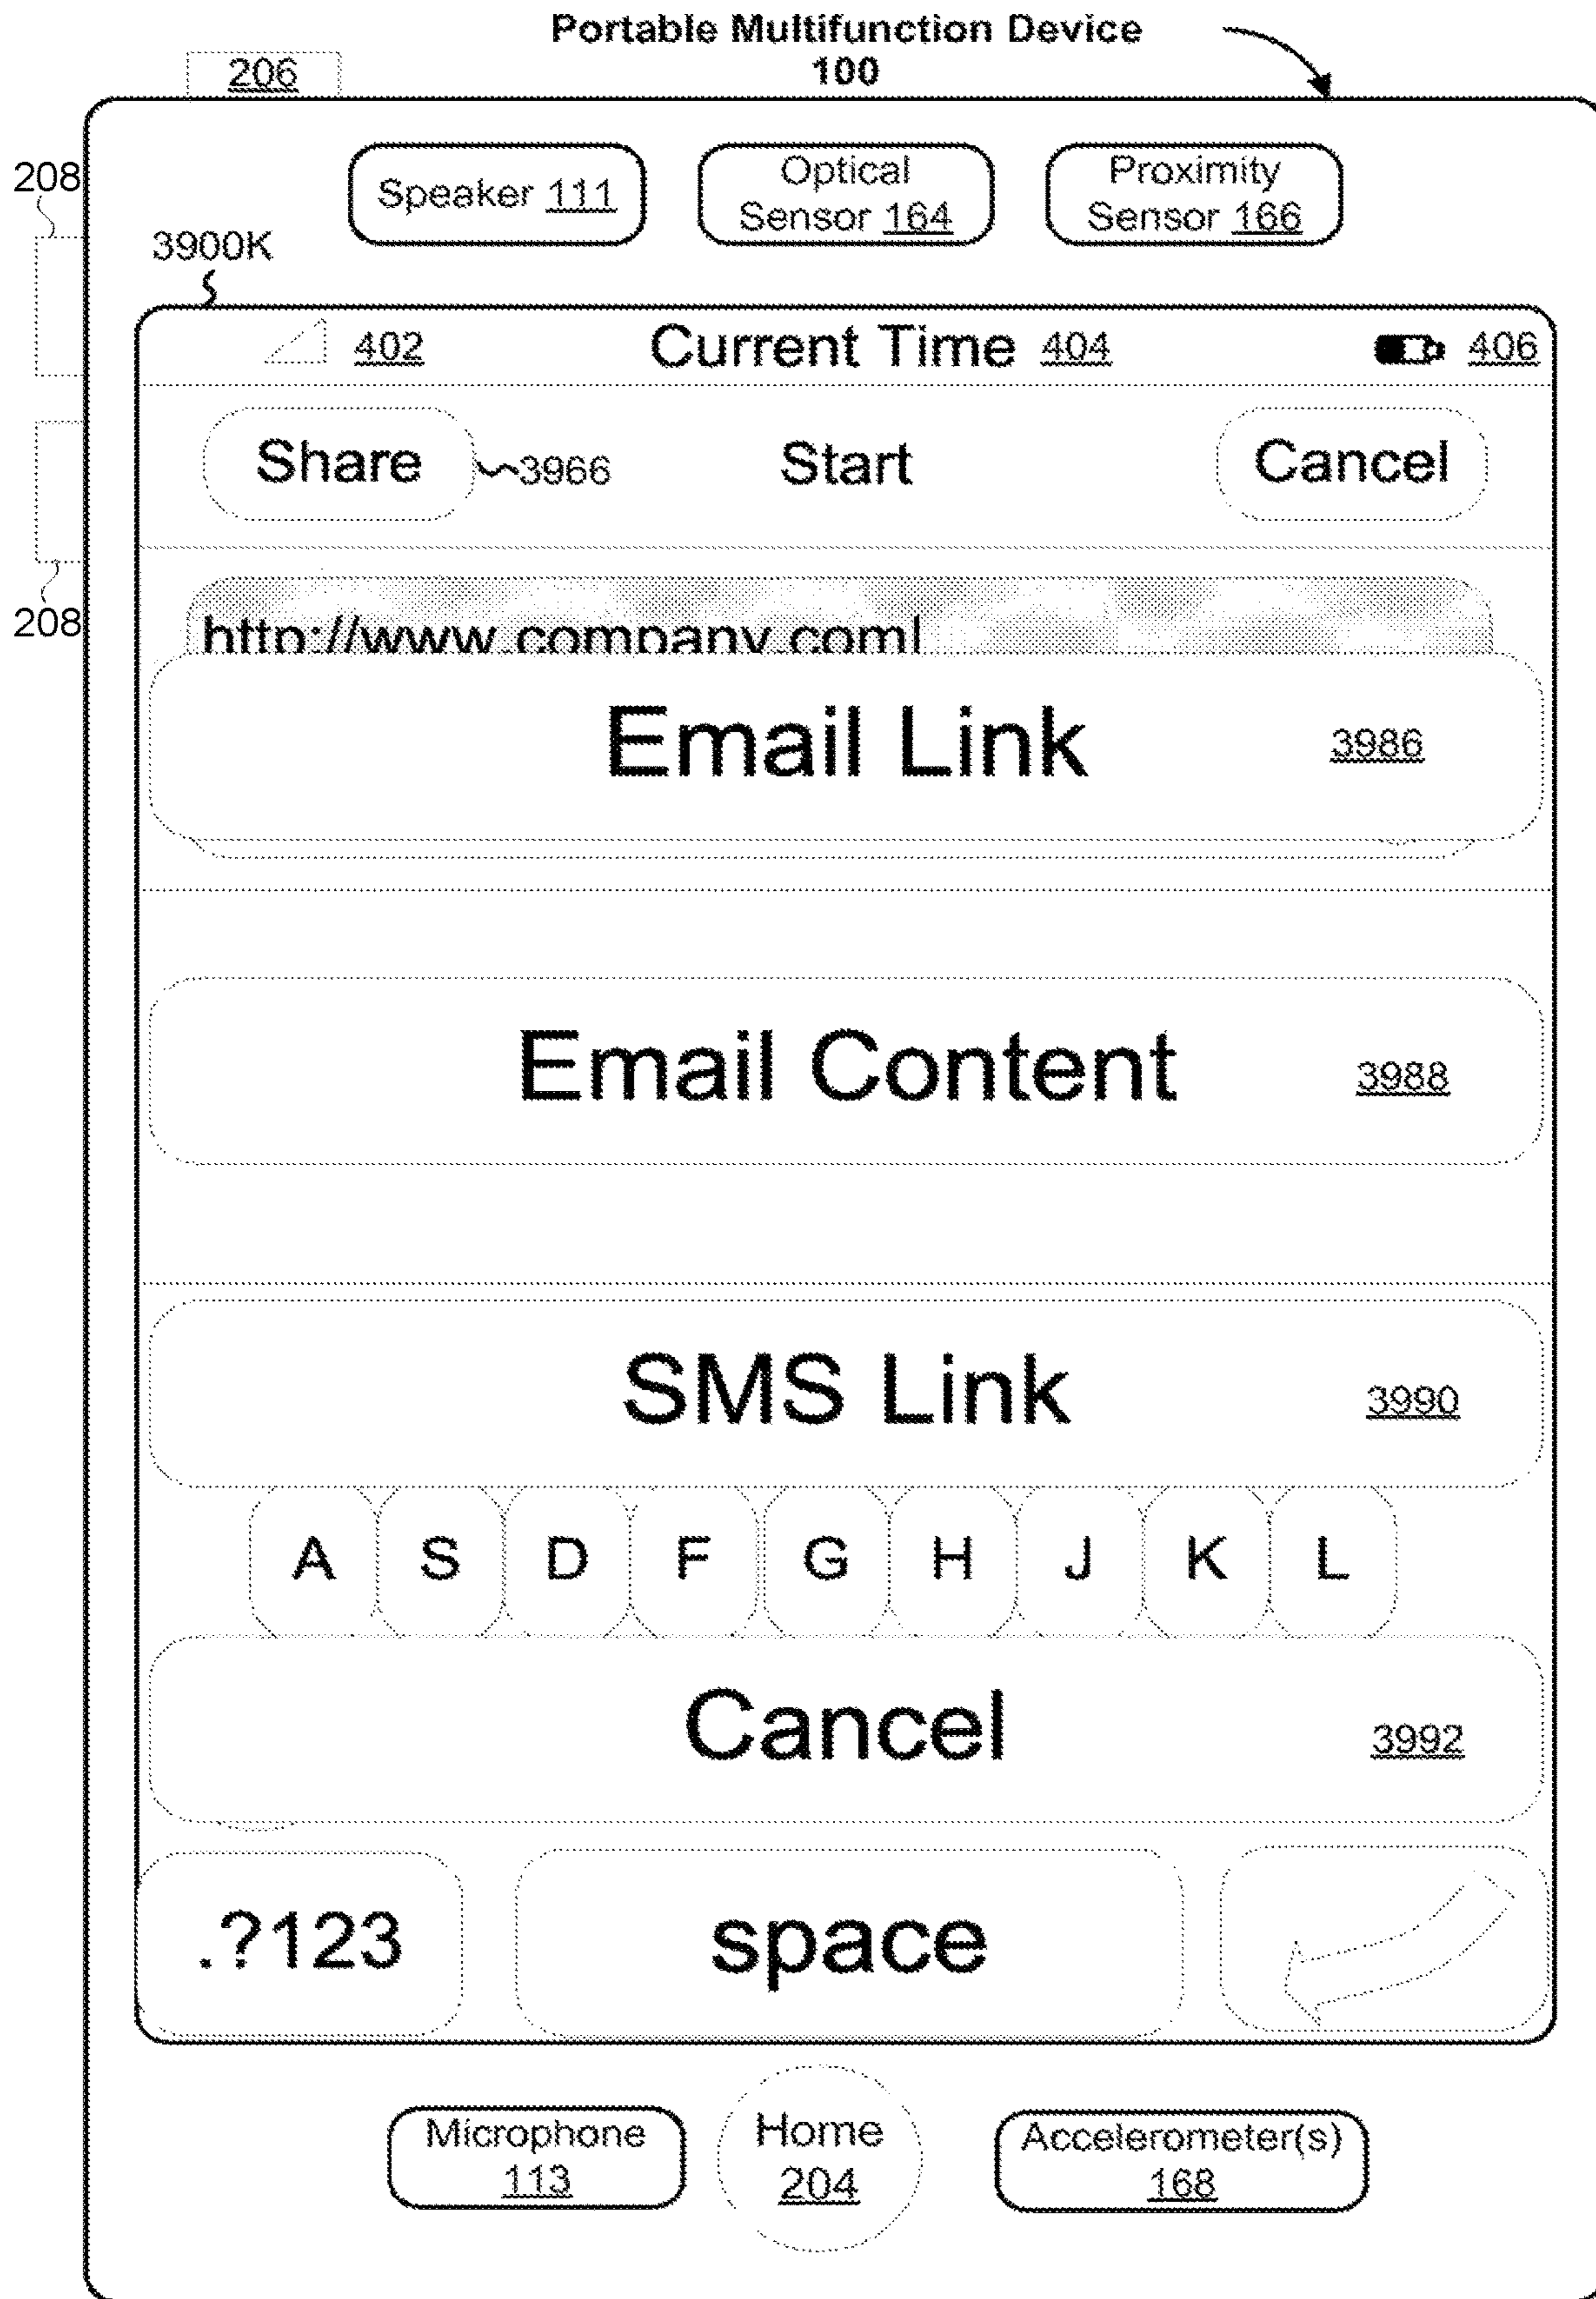 Portable Multifunction Device
100
206
208
Speaker 111
Optical
Sensor 164
Proximity
Sensor 166
3900K
402
Current Time 404
406
Share
3966
Start
Cancel
208
http://www.company.com|
Email Link
3986
Email Content
3988
SMS Link
3990
A S D F G H J K L
Cancel
3992
.?123
space
Microphone
113
Home
204
Accelerometer(s)
168